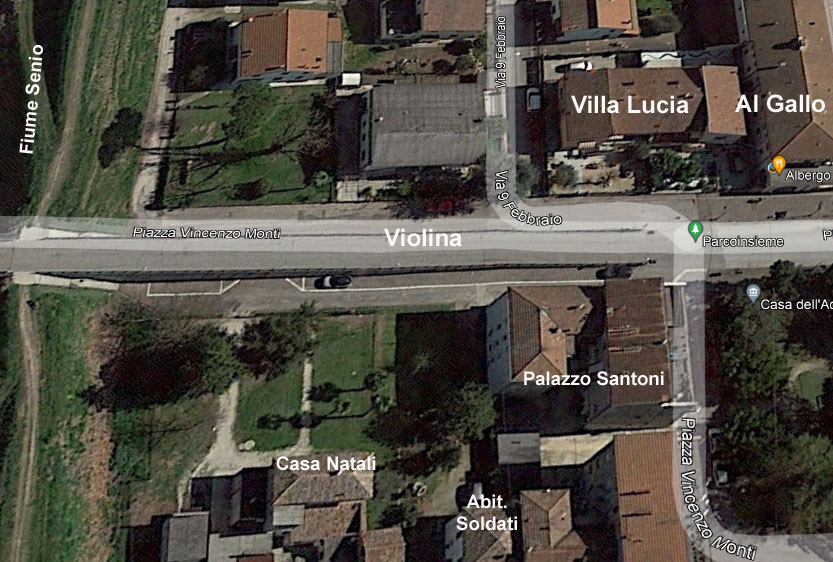 Via 9 Febbraio
Fiume Senio
Villa Lucia
Al Gallo
Albergo
Via 9 Febbraio
Piazza Vincenzo Monti
Violina
Parcoinsieme
P
Casa dell'Ac
Palazzo Santoni
Casa Natali
Abit.
Soldati
Piazza Vincenzo Monti